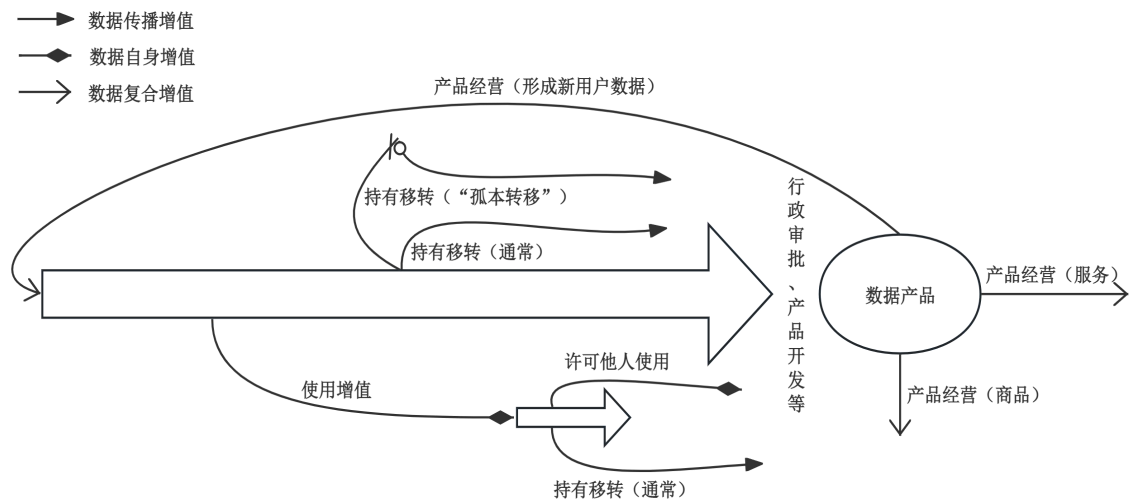 数据传播增值
数据自身增值
数据复合增值
产品经营（形成新用户数据）
持有移转（“孤本转移”）
持有移转（通常）
行政审批、产品开发等
数据产品
产品经营（服务）
产品经营（商品）
使用增值
许可他人使用
持有移转（通常）